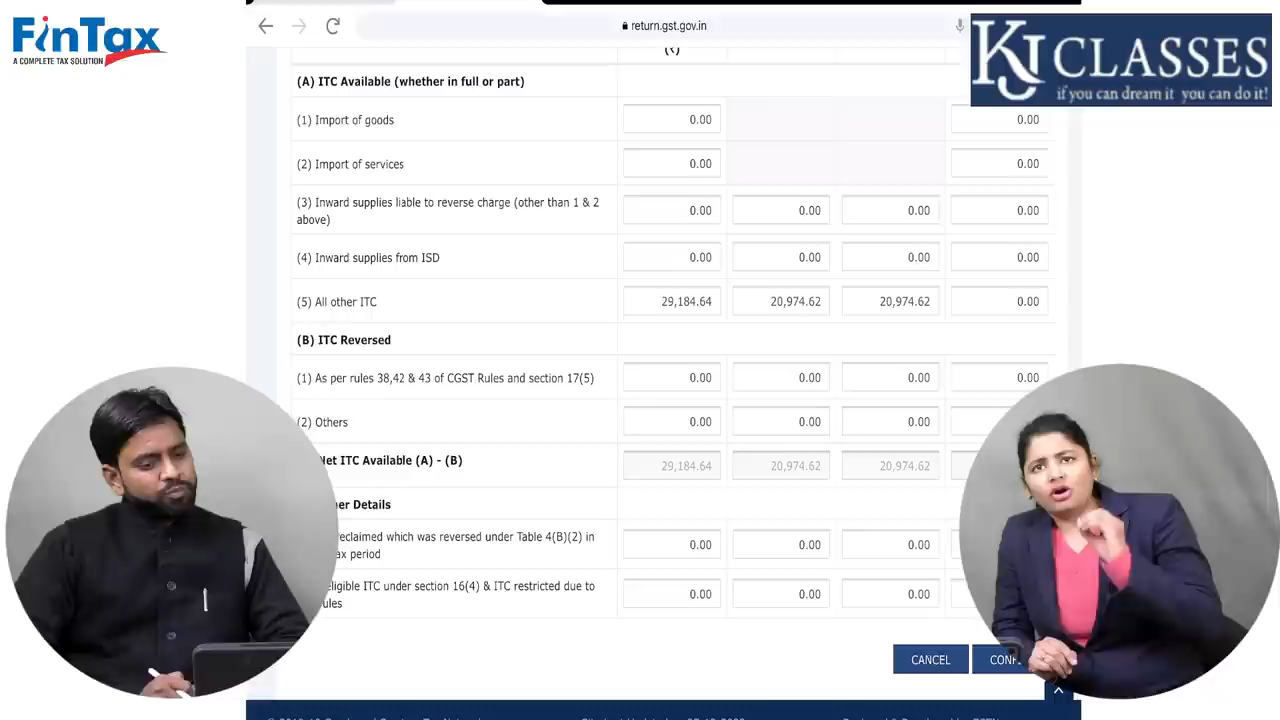 FinTax
A COMPLETE TAX SOLUTION
return.gst.gov.in
KJ CLASSES
if you can dream it you can do it!
(₹)
(A) ITC Available (whether in full or part)
(1) Import of goods 0.00 0.00
(2) Import of services 0.00 0.00
(3) Inward supplies liable to reverse charge (other than 1 & 2
above) 0.00 0.00 0.00 0.00
(4) Inward supplies from ISD 0.00 0.00 0.00 0.00
(5) All other ITC 29,184.64 20,974.62 20,974.62 0.00
(B) ITC Reversed
(1) As per rules 38,42 & 43 of CGST Rules and section 17(5) 0.00 0.00 0.00 0.00
(2) Others 0.00 0.00 0.00
Net ITC Available (A) - (B) 29,184.64 20,974.62 20,974.62
Details
reclaimed which was reversed under Table 4(B)(2) in
period 0.00 0.00 0.00
ITC under section 16(4) & ITC restricted due to
0.00 0.00 0.00
CANCEL